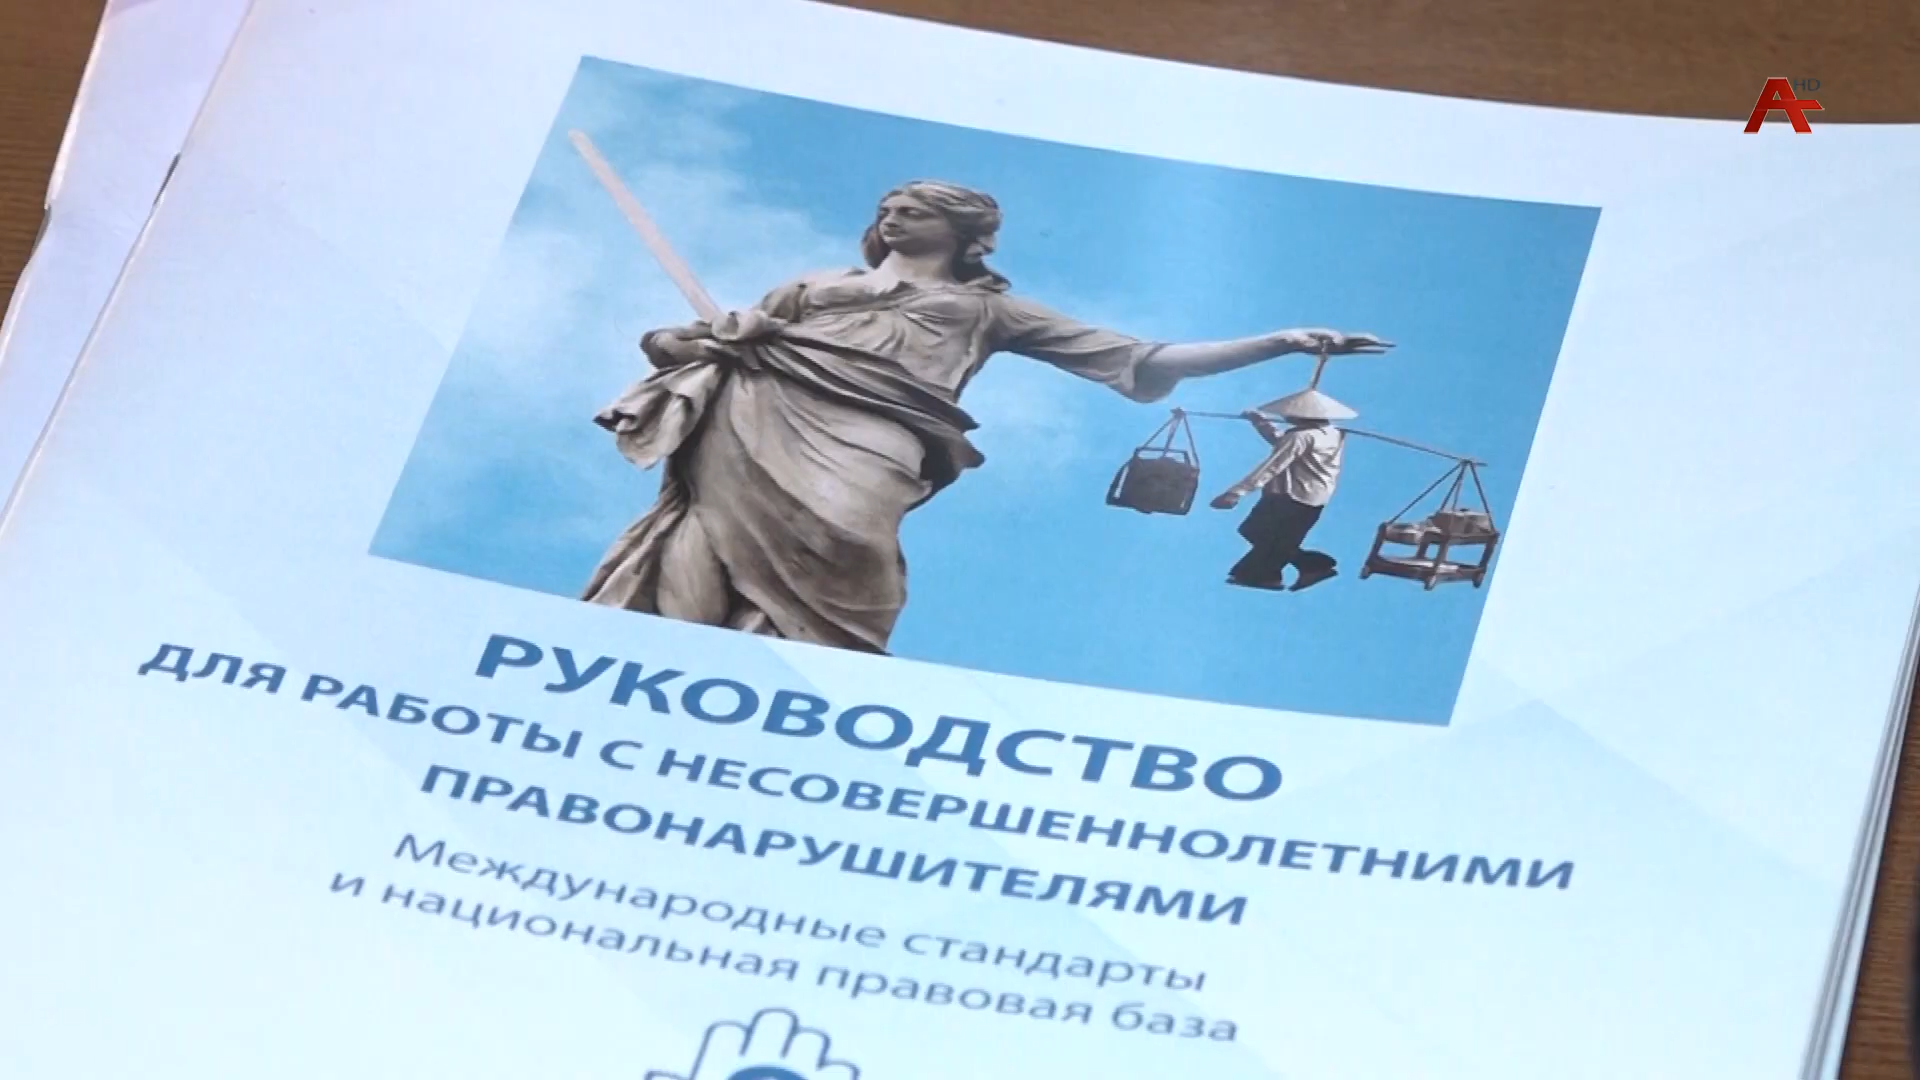 HD
РУКОВОДСТВО
ДЛЯ РАБОТЫ С НЕСОВЕРШЕННОЛЕТНИМИ
ПРАВОНАРУШИТЕЛЯМИ
Международные стандарты
и национальная правовая база